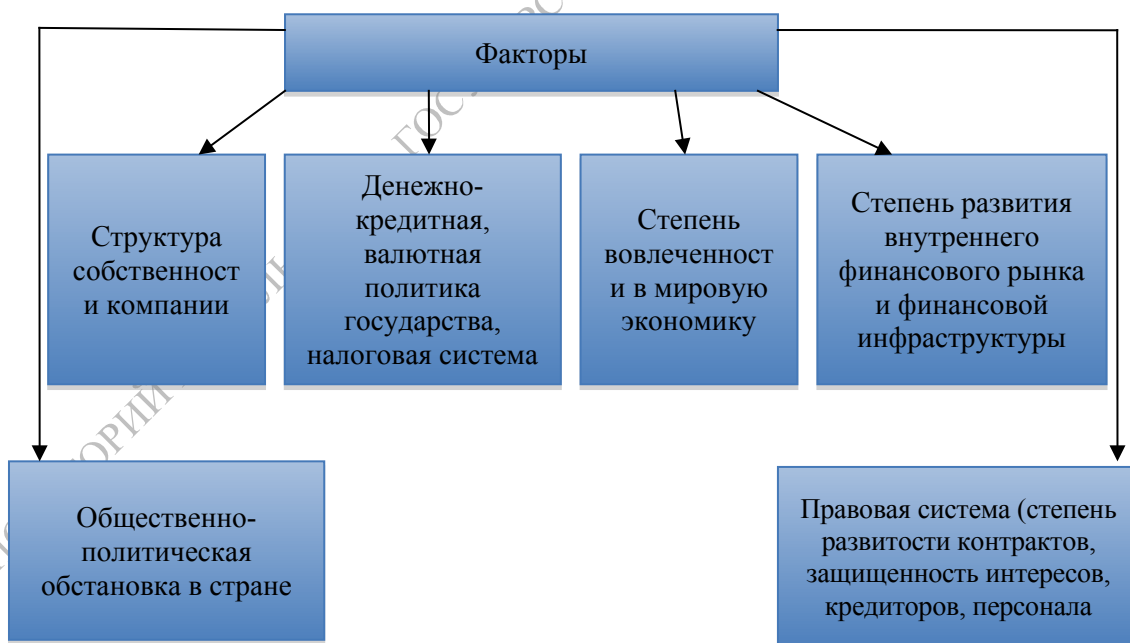 Факторы
Структура
собственност
и компании
Денежно-
кредитная,
валютная
политика
государства,
налоговая система
Степень
вовлеченност
и в мировую
экономику
Степень развития
внутреннего
финансового рынка
и финансовой
инфраструктуры
Общественно-
политическая
обстановка в стране
Правовая система (степень
развитости контрактов,
защищенность интересов,
кредиторов, персонала